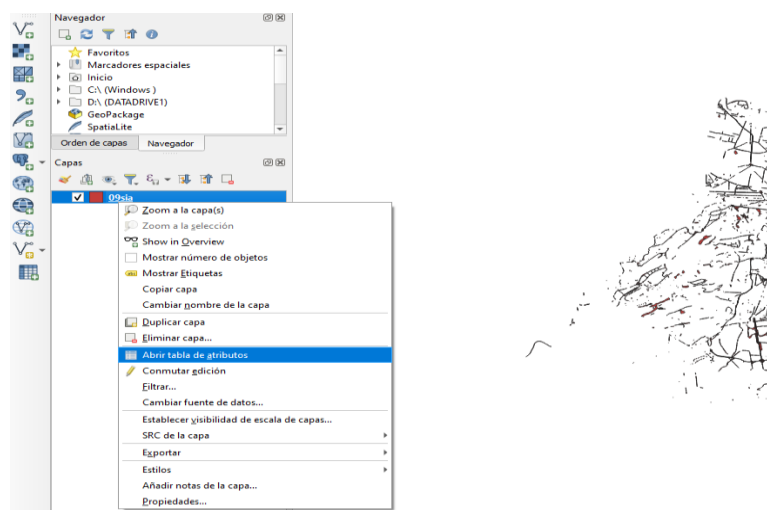 Navegador
Favoritos
Marcadores espaciales
Inicio
C:\ (Windows )
D:\ (DATADRIVE1)
GeoPackage
SpatiaLite
Orden de capas Navegador
Capas
09sia
Zoom a la capa(s)
Zoom a la selección
Show in Overview
Mostrar número de objetos
Mostrar Etiquetas
Copiar capa
Cambiar nombre de la capa
Duplicar capa
Eliminar capa...
Abrir tabla de atributos
Conmutar edición
Filtrar...
Cambiar fuente de datos...
Establecer visibilidad de escala de capas...
SRC de la capa
Exportar
Estilos
Añadir notas de la capa...
Propiedades...